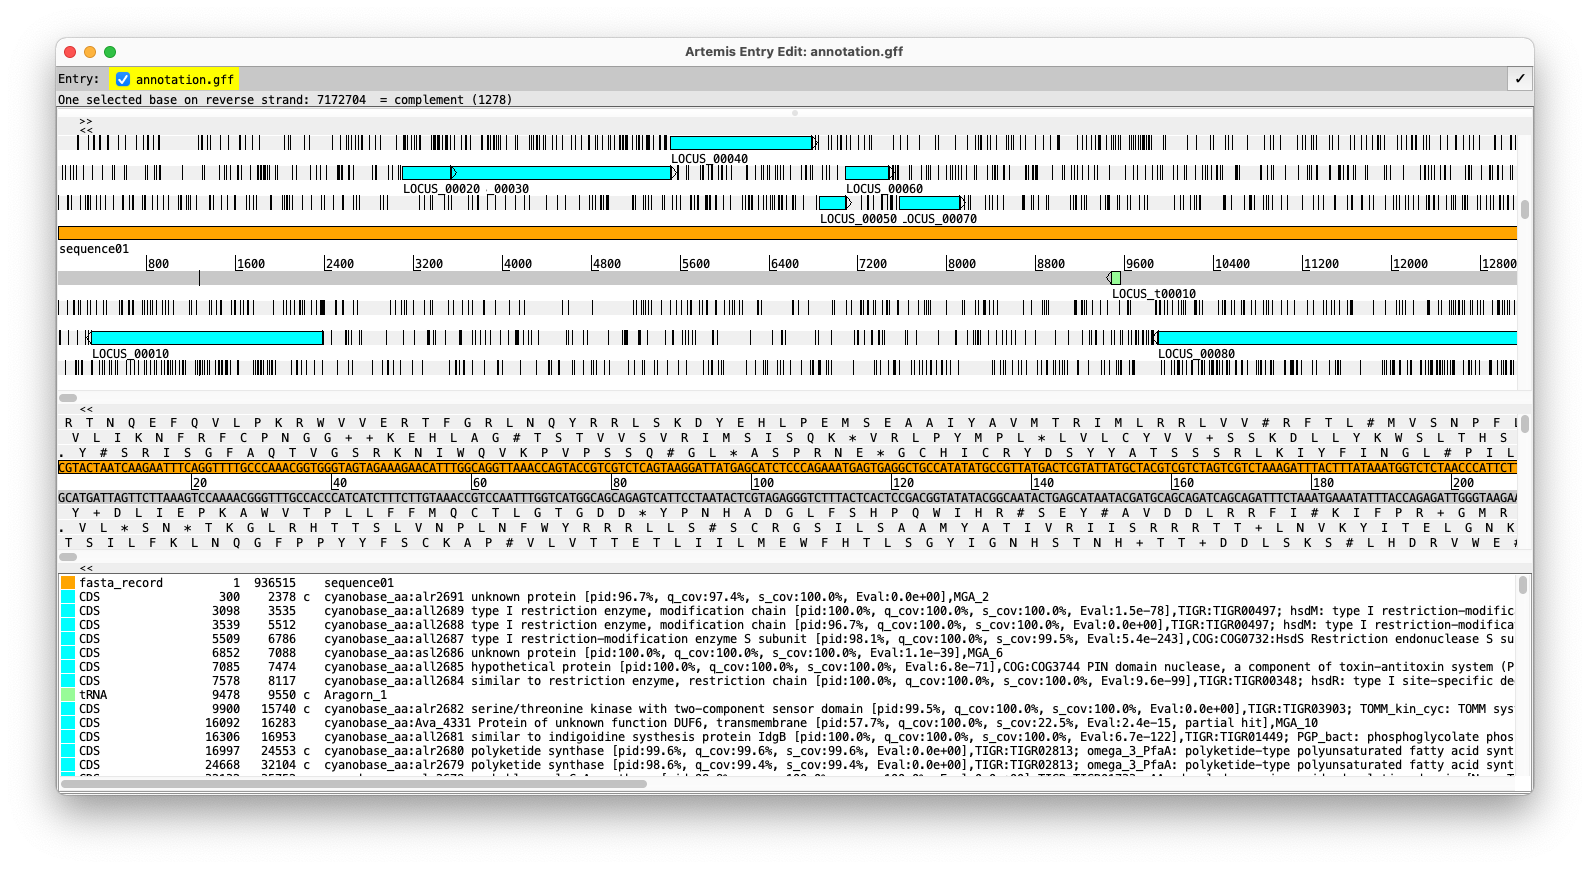 Artemis Entry Edit: annotation.gff
Entry: annotation.gff
One selected base on reverse strand: 7172704 = complement (1278)
>>
<<
LOCUS_00040
LOCUS_00020 _00030 LOCUS_00060
LOCUS_00050 LOCUS_00070
sequence01
800 1600 2400 3200 4000 4800 5600 6400 7200 8000 8800 9600 10400 11200 12000 12800
LOCUS_t00010
LOCUS_00010 LOCUS_00080
<<
R T N Q E F Q V L P K R W V V E R T F G R L N Q Y R R L S K D Y E H L P E M S E A A I Y A V M T R I M L R R L V V # R F T L # M V S N P F
V L I K N F R F C P N G G + + K E H L A G # T S T V V S V R I M S I S Q K * V R L P Y M P L * L V L C Y V V + S S K D L L Y K W S L T H S
. Y # S R I S G F A Q T V G S R K N I W Q V K P V P S S Q # G L * A S P R N E * G C H I C R Y D S Y Y A T S S S R L K I Y F I N G L # P I L
CGTACTAATCAAGAATTTCAGGTTTTGCCCAAACGGTGGGTAGTAGAAAGAACATTTGGCAGGTTAAACCAGTACCGTCGTCTCAGTAAGGATTATGAGCATCTCCCAGAAATGAGTGAGGCTGCCATATATGCCGTTATGACTCGTATTATGCTACGTCGTCTAGTCGTCTAAAGATTTACTTTATAAATGGTCTCTAACCCATTCTT
20 40 60 80 100 120 140 160 180 200
GCATGATTAGTTCTTAAAGTCCAAAACGGGTTTGCCACCCATCATCTTTCTTGTAAACCGTCCAATTTGGTCATGGCAGCAGAGTCATTCCTAATACTCGTAGAGGGTCTTTACTCACTCCGACGGTATATACGGCAATACTGAGCATAATACGATGCAGCAGATCAGCAGATTTCTAAATGAAATATTTACCAGAGATTGGGTAAGAA
Y + D L I E P K A W V T P L L F F M Q C T L G T G D D * Y P N H A D G L F S H P Q W I H R # S E Y # A V D D L R R F I # K I F P R + G M R
. V L * S N * T K G L R H T T S L V N P L N F W Y R R R L L S # S C R G S I L S A A M Y A T I V R I I S R R R T T + L N V K Y I T E L G N K
T S I L F K L N Q G F P P Y Y F S C K A P # V L V T T E T L I I L M E W F H T L S G Y I G N H S T N H + T T + D D L S K S # L H D R V W E
<<
fasta_record 1 936515 sequence01
CDS 300 2378 c cyanobase_aa:alr2691 unknown protein [pid:96.7%, q_cov:97.4%, s_cov:100.0%, Eval:0.0e+00],MGA_2
CDS 3098 3535 cyanobase_aa:all2689 type I restriction enzyme, modification chain [pid:100.0%, q_cov:100.0%, s_cov:100.0%, Eval:1.5e-78],TIGR:TIGR00497; hsdM: type I restriction-modific
CDS 3539 5512 cyanobase_aa:all2688 type I restriction enzyme, modification chain [pid:96.7%, q_cov:100.0%, s_cov:100.0%, Eval:0.0e+00],TIGR:TIGR00497; hsdM: type I restriction-modifica
CDS 5509 6786 cyanobase_aa:all2687 type I restriction-modification enzyme S subunit [pid:98.1%, q_cov:100.0%, s_cov:99.5%, Eval:5.4e-243],COG:COG0732:HsdS Restriction endonuclease S su
CDS 6852 7088 cyanobase_aa:asl2686 unknown protein [pid:100.0%, q_cov:100.0%, s_cov:100.0%, Eval:1.1e-39],MGA_6
CDS 7085 7474 cyanobase_aa:all2685 hypothetical protein [pid:100.0%, q_cov:100.0%, s_cov:100.0%, Eval:6.8e-71],COG:COG3744 PIN domain nuclease, a component of toxin-antitoxin system (P
CDS 7578 8117 cyanobase_aa:all2684 similar to restriction enzyme, restriction chain [pid:100.0%, q_cov:100.0%, s_cov:100.0%, Eval:9.6e-99],TIGR:TIGR00348; hsdR: type I site-specific de
tRNA 9478 9550 c Aragorn_1
CDS 9900 15740 c cyanobase_aa:alr2682 serine/threonine kinase with two-component sensor domain [pid:99.5%, q_cov:100.0%, s_cov:100.0%, Eval:0.0e+00],TIGR:TIGR03903; TOMM_kin_cyc: TOMM sys
CDS 16092 16283 cyanobase_aa:Ava_4331 Protein of unknown function DUF6, transmembrane [pid:57.7%, q_cov:100.0%, s_cov:22.5%, Eval:2.4e-15, partial hit],MGA_10
CDS 16306 16953 cyanobase_aa:all2681 similar to indigoidine systhesis protein IdgB [pid:100.0%, q_cov:100.0%, s_cov:100.0%, Eval:6.7e-122],TIGR:TIGR01449; PGP_bact: phosphoglycolate phos
CDS 16997 24553 c cyanobase_aa:alr2680 polyketide synthase [pid:99.6%, q_cov:99.6%, s_cov:99.6%, Eval:0.0e+00],TIGR:TIGR02813; omega_3_PfaA: polyketide-type polyunsaturated fatty acid synt
CDS 24668 32104 c cyanobase_aa:alr2679 polyketide synthase [pid:98.6%, q_cov:99.4%, s_cov:99.4%, Eval:0.0e+00],TIGR:TIGR02813; omega_3_PfaA: polyketide-type polyunsaturated fatty acid synt